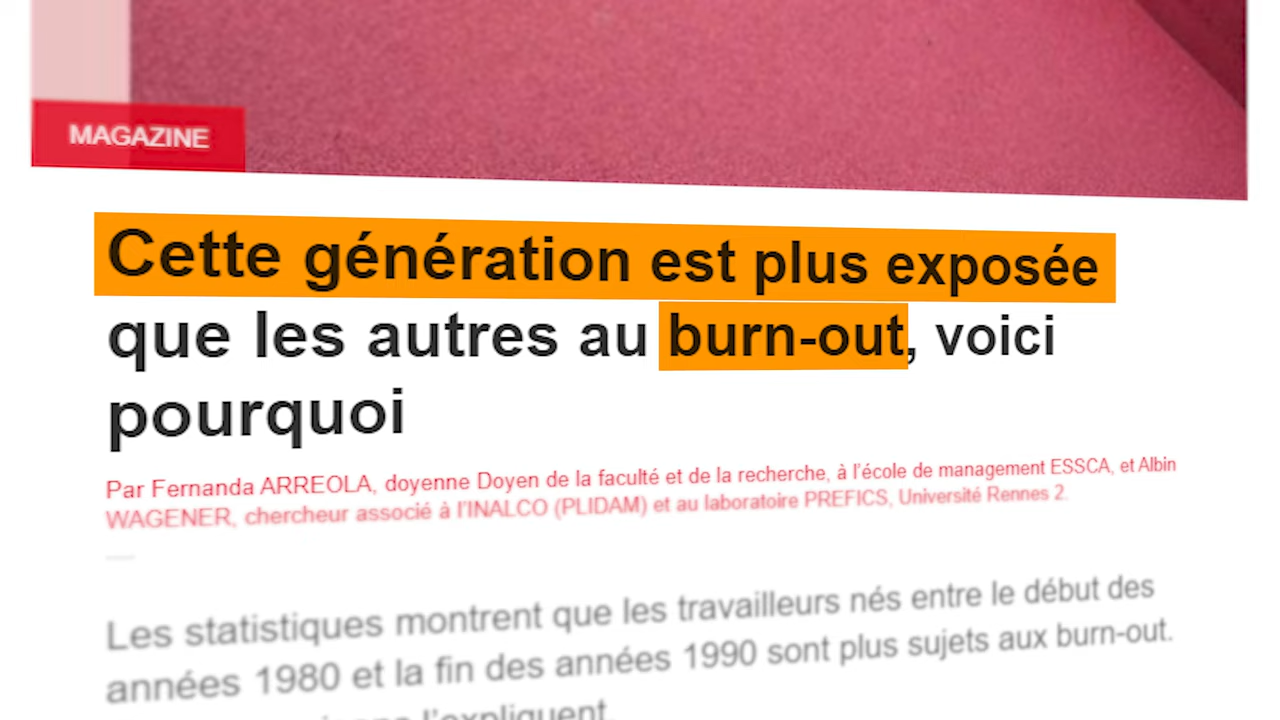 MAGAZINE
Cette génération est plus exposée
que les autres au burn-out, voici
pourquoi
Par Fernanda ARREOLA, doyenne Doyen de la faculté et de la recherche, à l'école de management ESSCA, et Albin
WAGENER, chercheur associé à l'INALCO (PLIDAM) et au laboratoire PREFICS, Université Rennes 2.
Les statistiques montrent que les travailleurs nés entre le début des
années 1980 et la fin des années 1990 sont plus sujets aux burn-out.
l'expliquent.